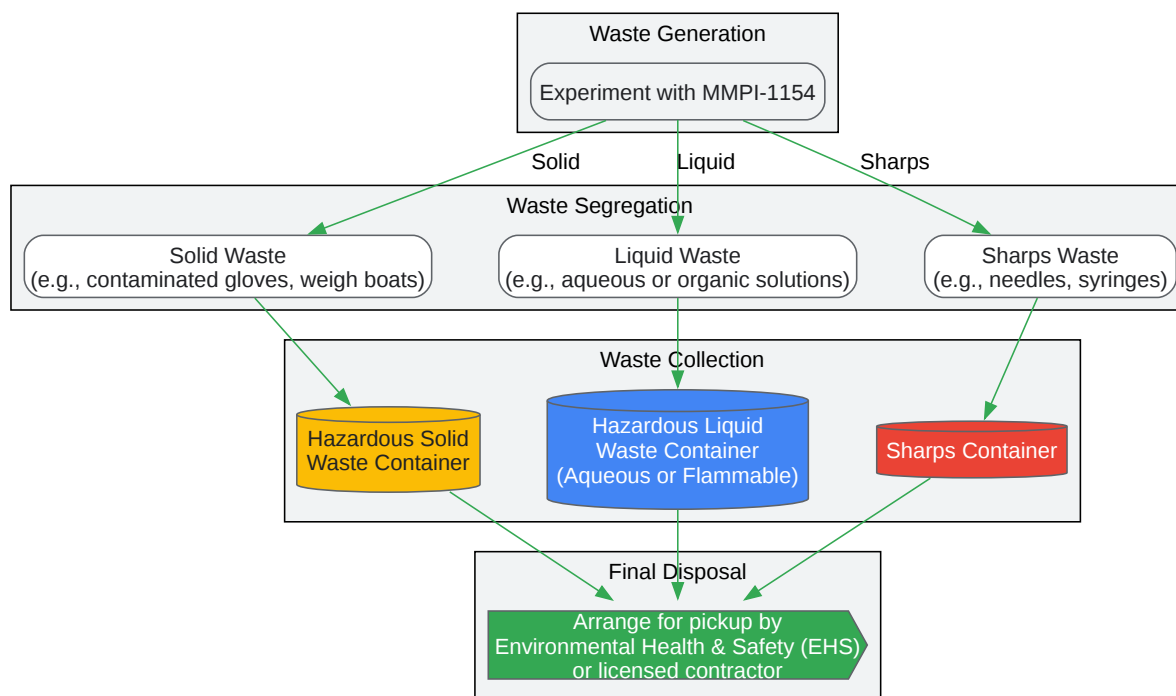 Waste Generation
Experiment with MMPI-1154
Solid
Liquid
Sharps
Waste Segregation
Solid Waste
(e.g., contaminated gloves, weigh boats)
Liquid Waste
(e.g., aqueous or organic solutions)
Sharps Waste
(e.g., needles, syringes)
Waste Collection
Hazardous Solid
Waste Container
Hazardous Liquid
Waste Container
(Aqueous or Flammable)
Sharps Container
Final Disposal
Arrange for pickup by
Environmental Health & Safety (EHS)
or licensed contractor